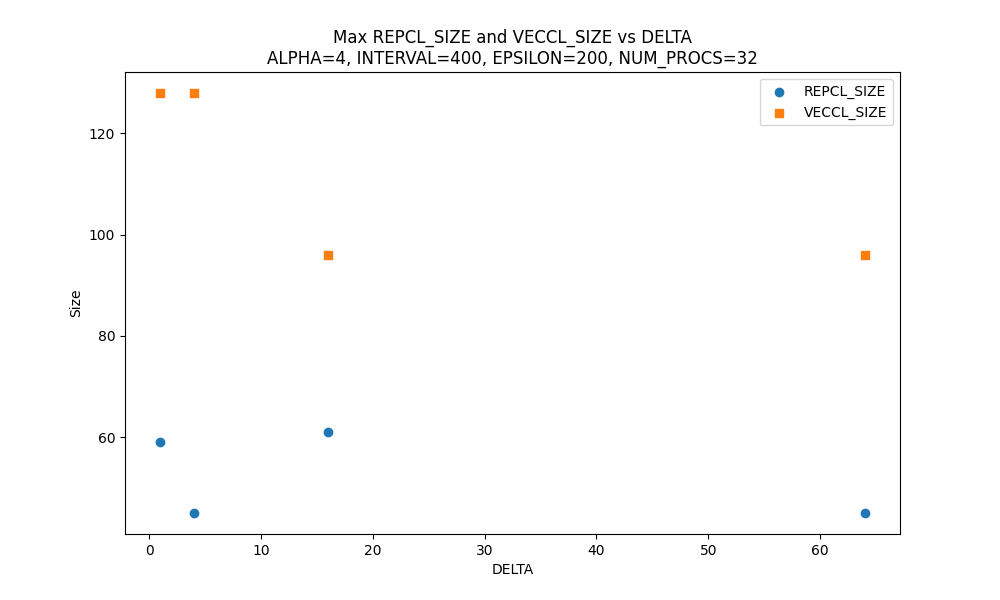 Max REPCL_SIZE and VECCL_SIZE vs DELTA
ALPHA=4, INTERVAL=400, EPSILON=200, NUM_PROCS=32
REPCL_SIZE
VECCL_SIZE
120
100
80
60
Size
0 10 20 30 40 50 60
DELTA